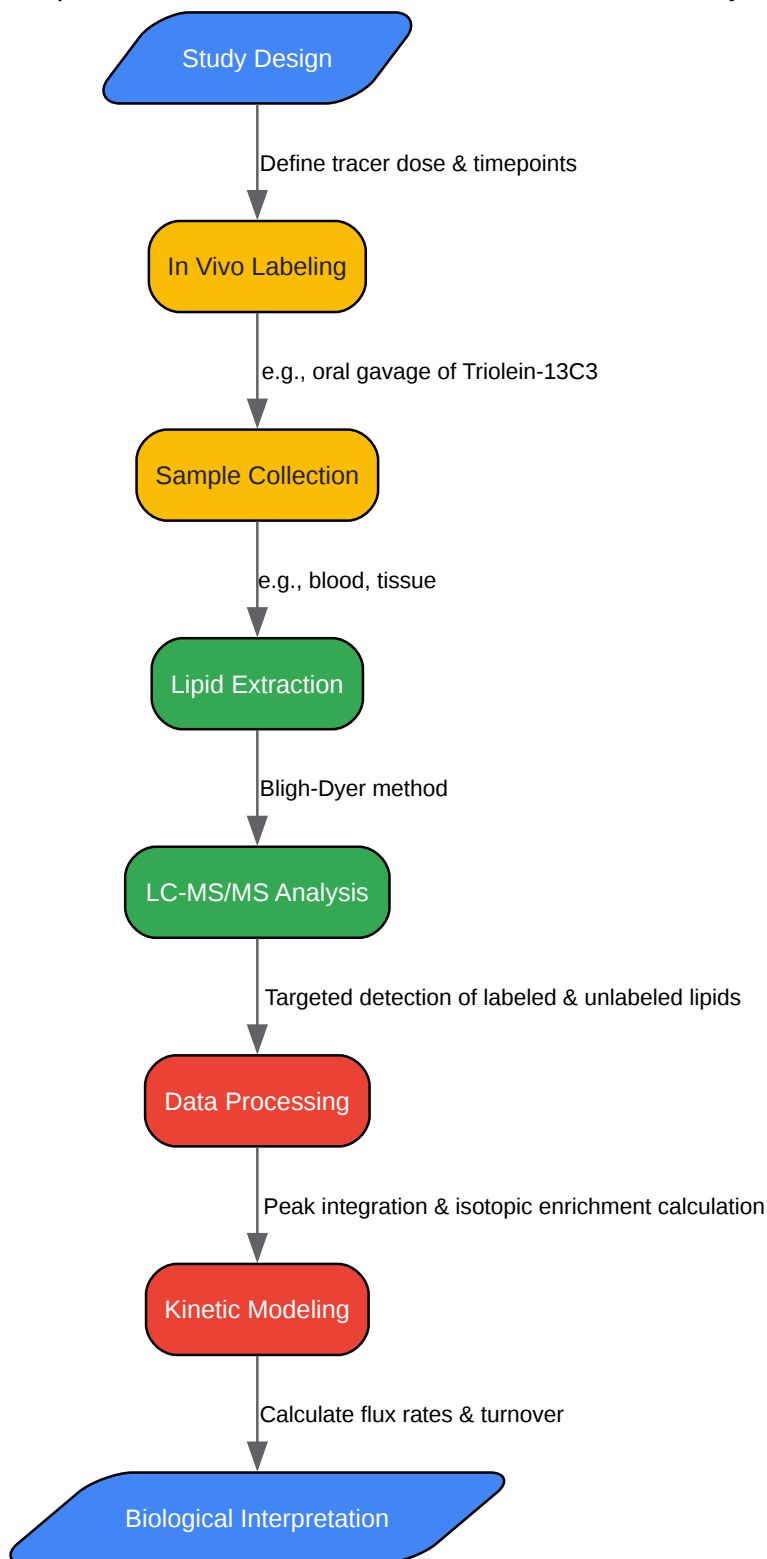 Study Design
Define tracer dose & timepoints
In Vivo Labeling
e.g., oral gavage of Triolein-13C3
Sample Collection
e.g., blood, tissue
Lipid Extraction
Bligh-Dyer method
LC-MS/MS Analysis
Targeted detection of labeled & unlabeled lipids
Data Processing
Peak integration & isotopic enrichment calculation
Kinetic Modeling
Calculate flux rates & turnover
Biological Interpretation